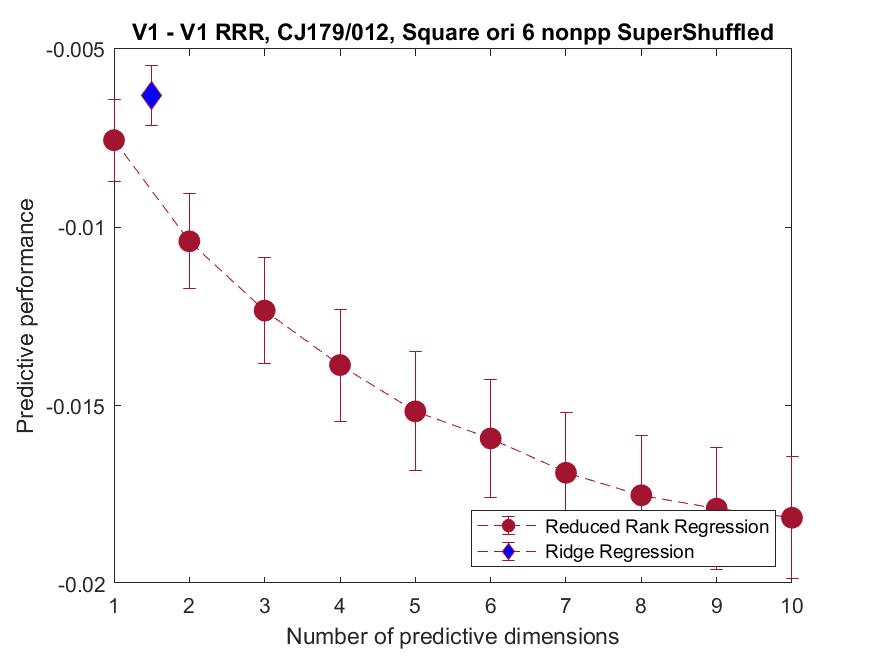 V1 - V1 RRR, CJ179/012, Square ori 6 nonpp SuperShuffled
-0.005
-0.01
-0.015
-0.02
Predictive performance
Reduced Rank Regression
Ridge Regression
1 2 3 4 5 6 7 8 9 10
Number of predictive dimensions